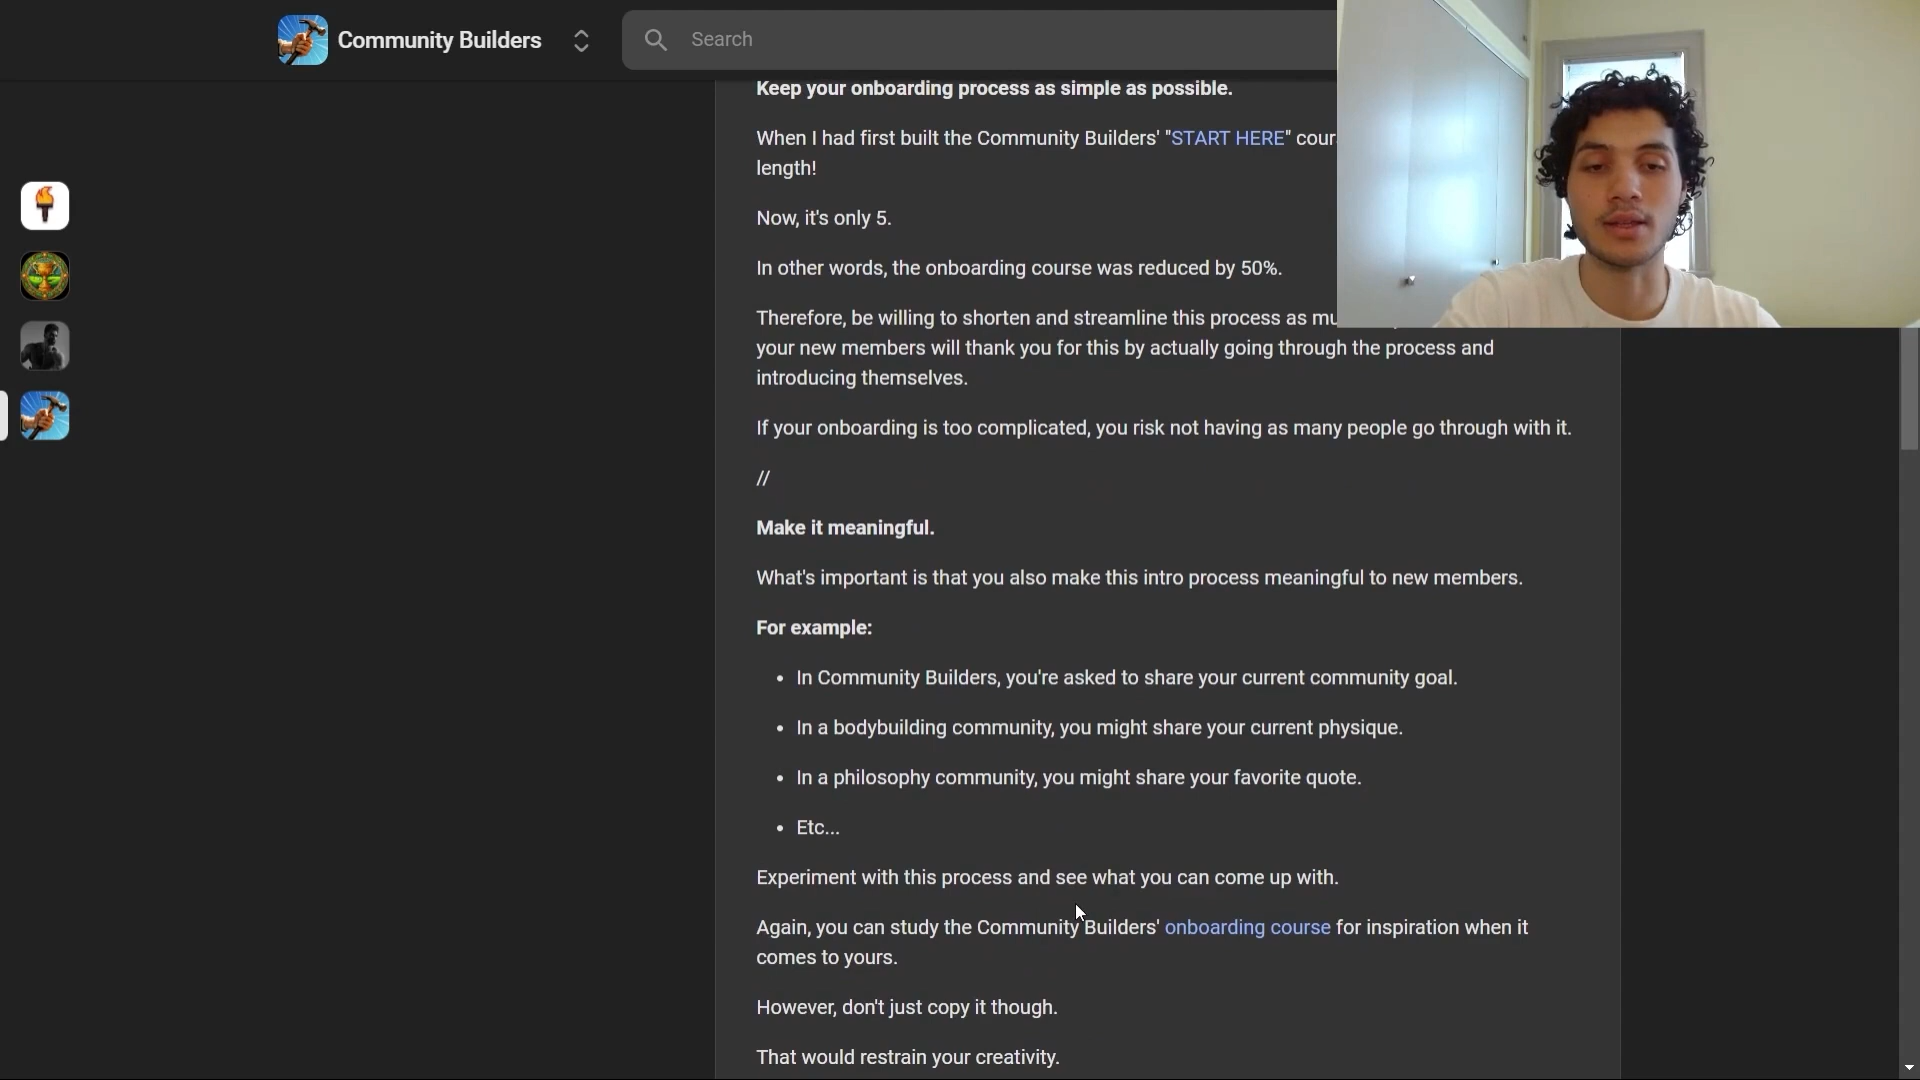 Community Builders
Search
Keep your onboarding process as simple as possible.
When I had first built the Community Builders' "START HERE"
length!
Now, it's only 5.
In other words, the onboarding course was reduced by 50%.
Therefore, be willing to shorten and streamline this process as
your new members will thank you for this by actually going through the process and
introducing themselves.
If your onboarding is too complicated, you risk not having as many people go through with it.
//
Make it meaningful.
What's important is that you also make this intro process meaningful to new members.
For example:
• In Community Builders, you're asked to share your current community goal.
• In a bodybuilding community, you might share your current physique.
• In a philosophy community, you might share your favorite quote.
• Etc...
Experiment with this process and see what you can come up with.
Again, you can study the Community Builders' onboarding course for inspiration when it
comes to yours.
However, don't just copy it though.
That would restrain your creativity.